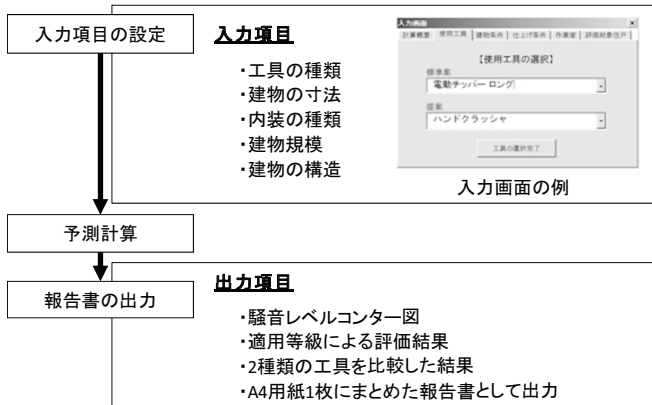 入力項目の設定
入力項目
・工具の種類
・建物の寸法
・内装の種類
・建物規模
・建物の構造
入力画面
計算概要 使用工具 建物条件 仕上げ条件 作業室 評価対象住戸
【使用工具の選択】
標準案
電動チッパー ロング
提案
ハンドクラッシャ
工具の選択完了
入力画面の例
予測計算
報告書の出力
出力項目
・騒音レベルコンター図
・適用等級による評価結果
・2種類の工具を比較した結果
・A4用紙1枚にまとめた報告書として出力